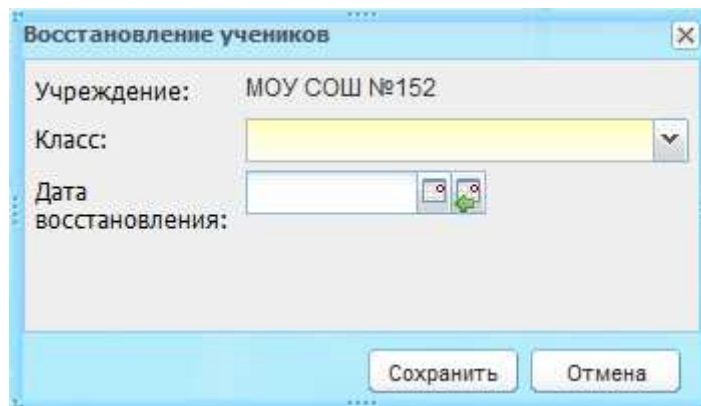 Восстановление учеников
Учреждение: МОУ СОШ №152
Класс:
Дата
восстановления:
Сохранить Отмена